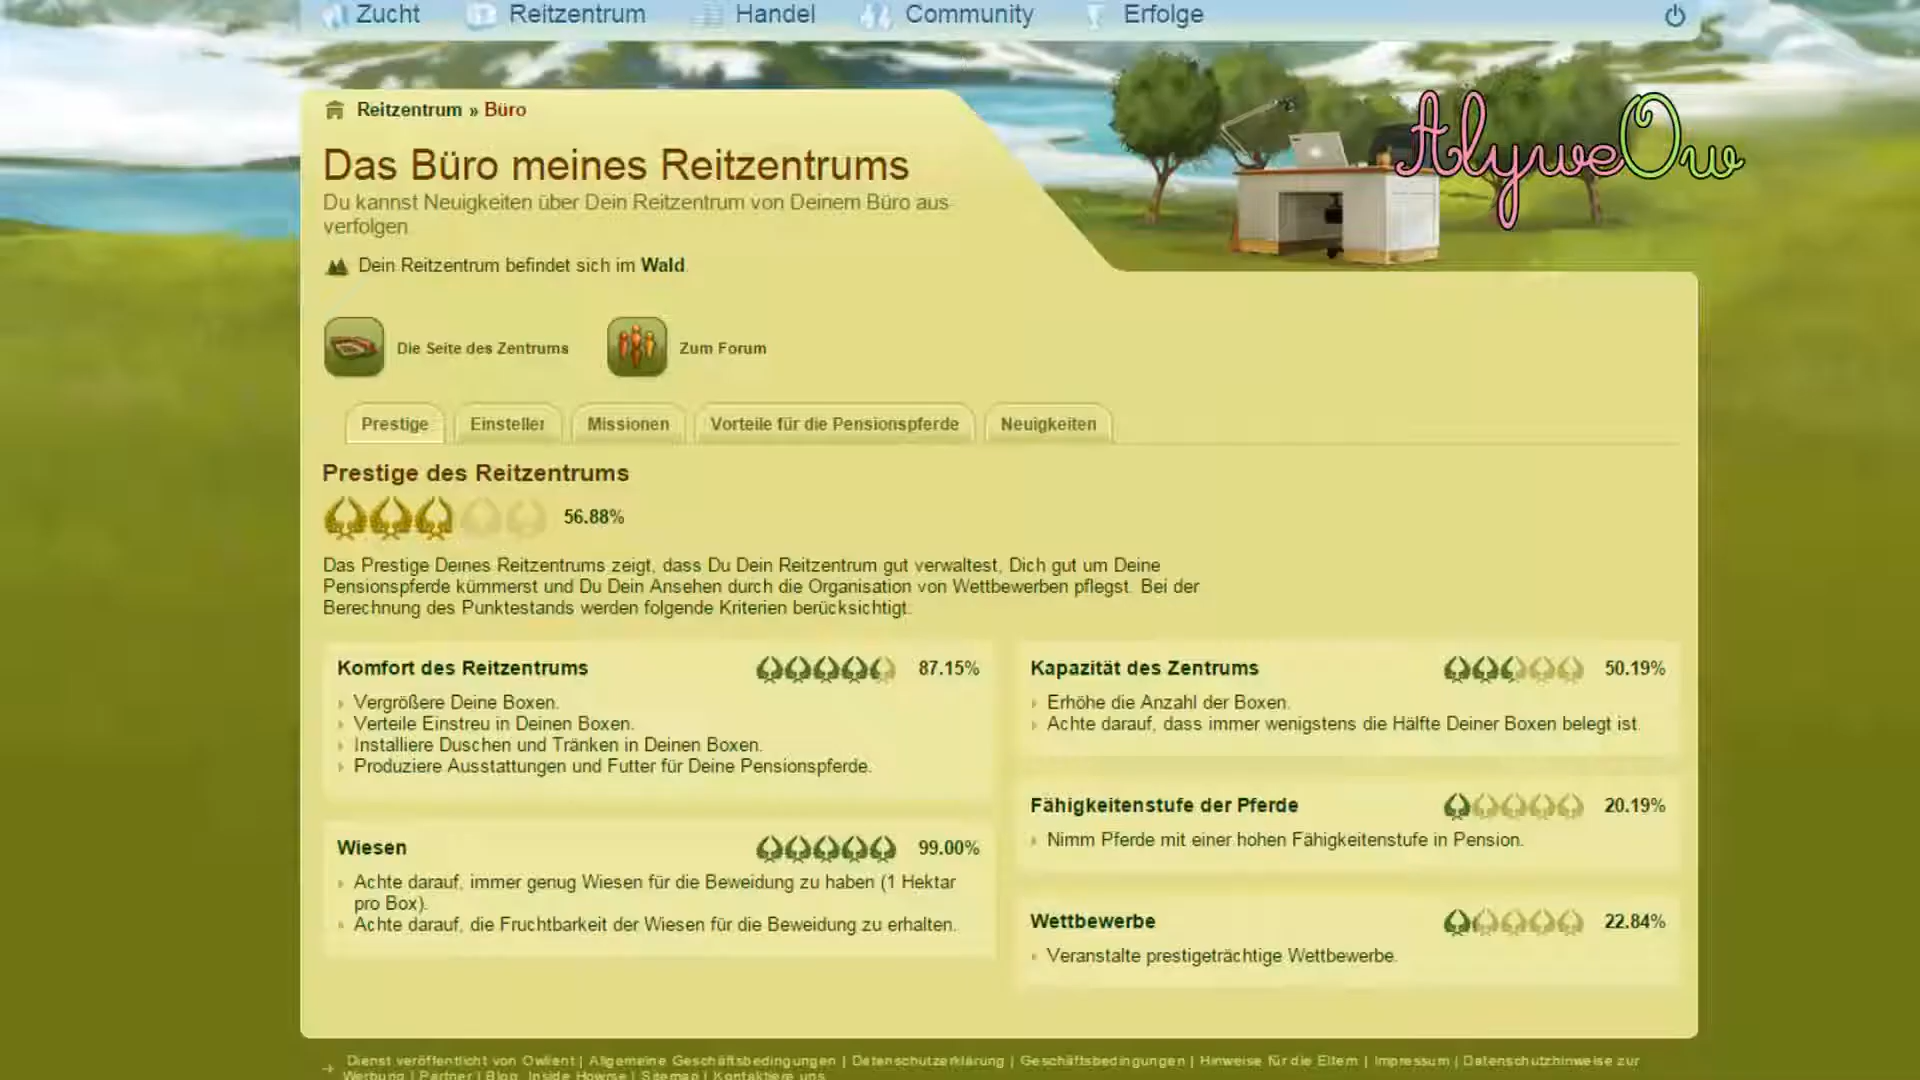 Zucht Reitzentrum Handel Community Erfolge
Reitzentrum » Büro
AlyweOw
Das Büro meines Reitzentrums
Du kannst Neuigkeiten über Dein Reitzentrum von Deinem Büro aus
verfolgen
Dein Reitzentrum befindet sich im Wald.
Die Seite des Zentrums Zum Forum
Prestige Einsteller Missionen Vorteile für die Pensionspferde Neuigkeiten
Prestige des Reitzentrums
56.88%
Das Prestige Deines Reitzentrums zeigt, dass Du Dein Reitzentrum gut verwaltest, Dich gut um Deine
Pensionspferde kümmerst und Du Dein Ansehen durch die Organisation von Wettbewerben pflegst. Bei der
Berechnung des Punktestands werden folgende Kriterien berücksichtigt:
Komfort des Reitzentrums 87.15%
Vergrößere Deine Boxen.
Verteile Einstreu in Deinen Boxen.
Installiere Duschen und Tränken in Deinen Boxen.
Produziere Ausstattungen und Futter für Deine Pensionspferde.
Wiesen 99.00%
Achte darauf, immer genug Wiesen für die Beweidung zu haben (1 Hektar
pro Box).
Achte darauf, die Fruchtbarkeit der Wiesen für die Beweidung zu erhalten.
Kapazität des Zentrums 50.19%
Erhöhe die Anzahl der Boxen.
Achte darauf, dass immer wenigstens die Hälfte Deiner Boxen belegt ist.
Fähigkeitenstufe der Pferde 20.19%
Nimm Pferde mit einer hohen Fähigkeitenstufe in Pension.
Wettbewerbe 22.84%
Veranstalte prestigeträchtige Wettbewerbe.
Dienst veröffentlicht von Owlient | Allgemeine Geschäftsbedingungen | Datenschutzerklärung | Geschäftsbedingungen | Hinweise für die Eltern | Impressum | Datenschutzhinweise zur
Werbung | Partner | Blog: Inside Howrse | Sitemap | Kontaktiere uns